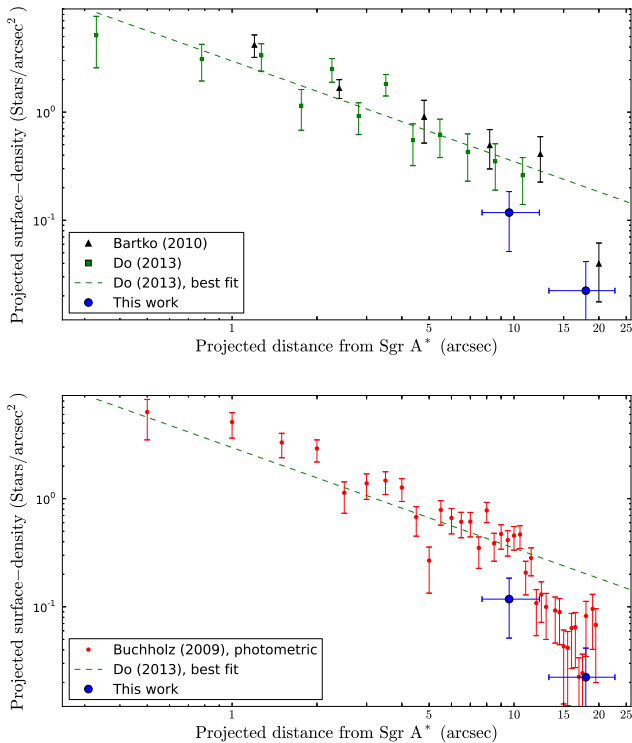 Projected surface−density (Stars/arcsec²)
10⁰
10⁻¹
Bartko (2010)
Do (2013)
Do (2013), best fit
This work
1 5 10 15 20 25
Projected distance from Sgr A* (arcsec)
Projected surface−density (Stars/arcsec²)
10⁰
10⁻¹
Buchholz (2009), photometric
Do (2013), best fit
This work
1 5 10 15 20 25
Projected distance from Sgr A* (arcsec)